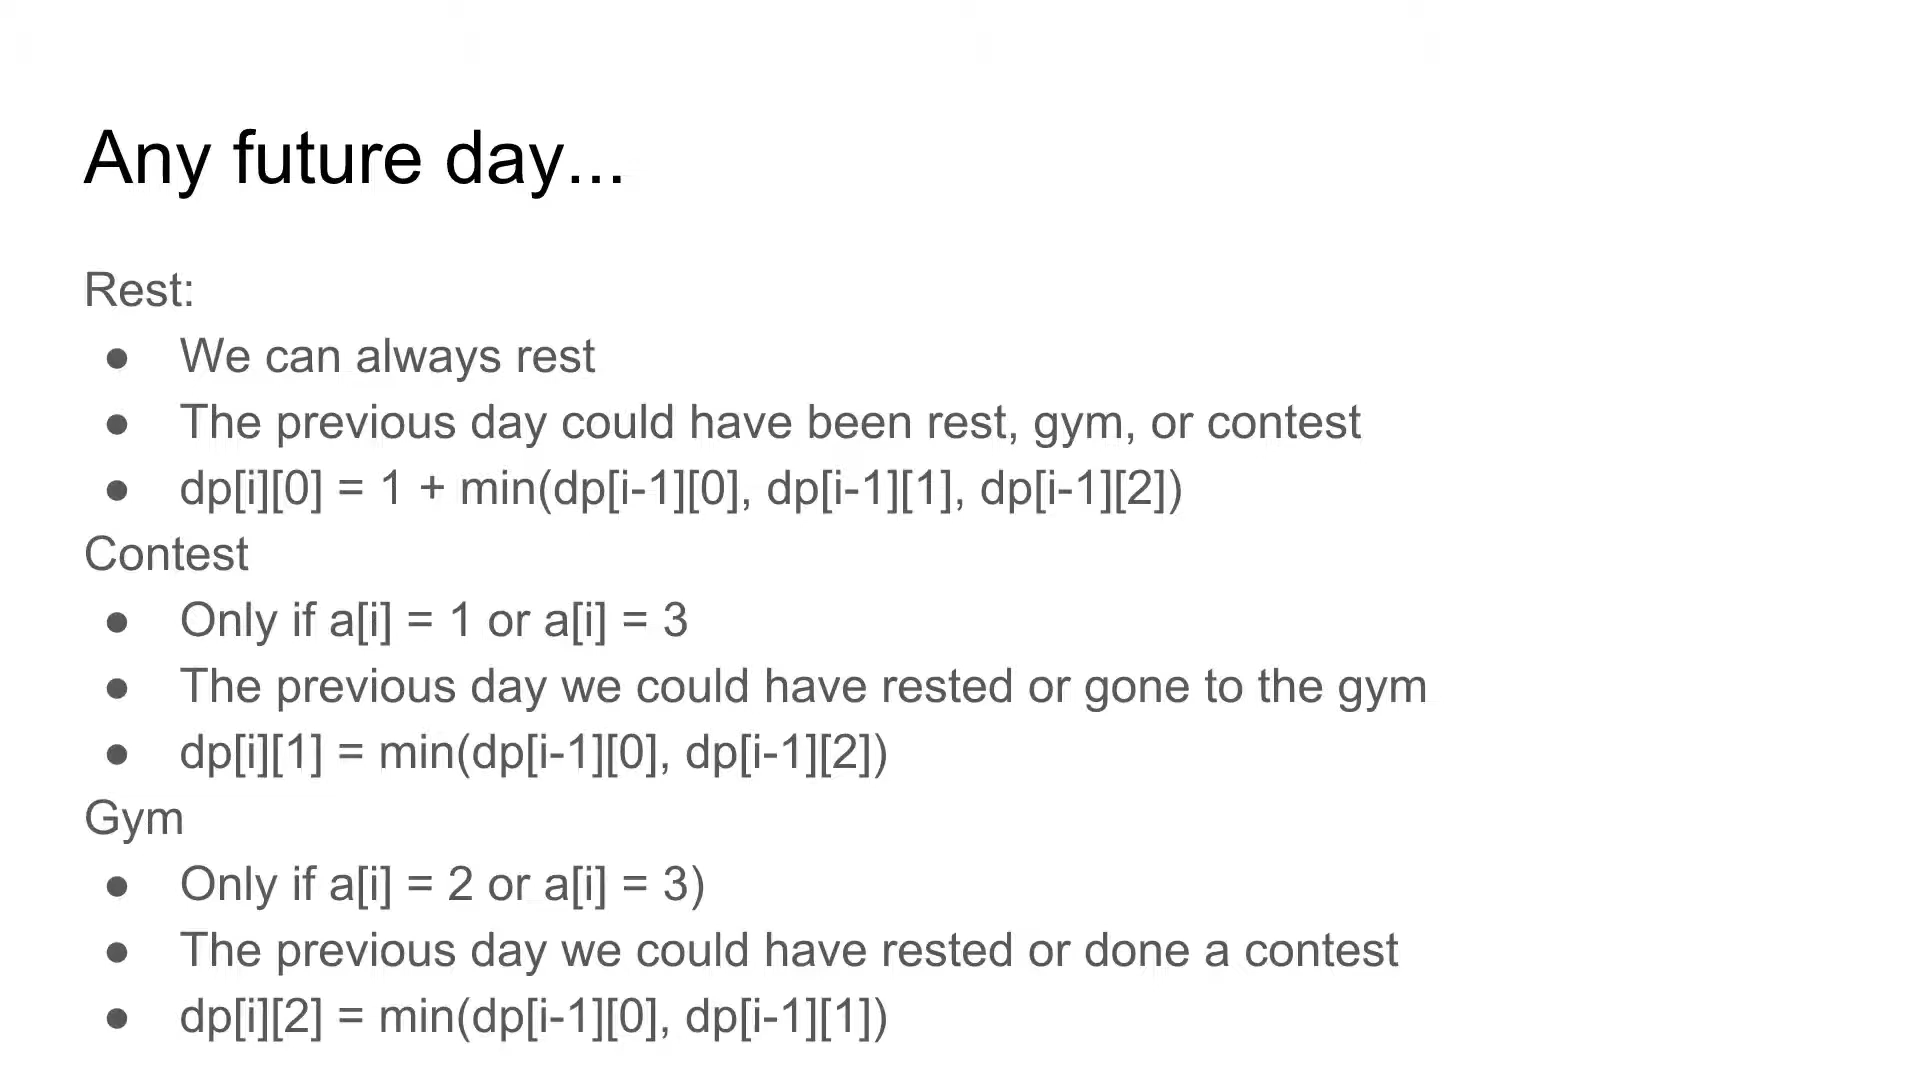 Any future day...
Rest:
● We can always rest
● The previous day could have been rest, gym, or contest
● dp[i][0] = 1 + min(dp[i-1][0], dp[i-1][1], dp[i-1][2])
Contest
● Only if a[i] = 1 or a[i] = 3
● The previous day we could have rested or gone to the gym
● dp[i][1] = min(dp[i-1][0], dp[i-1][2])
Gym
● Only if a[i] = 2 or a[i] = 3)
● The previous day we could have rested or done a contest
● dp[i][2] = min(dp[i-1][0], dp[i-1][1])